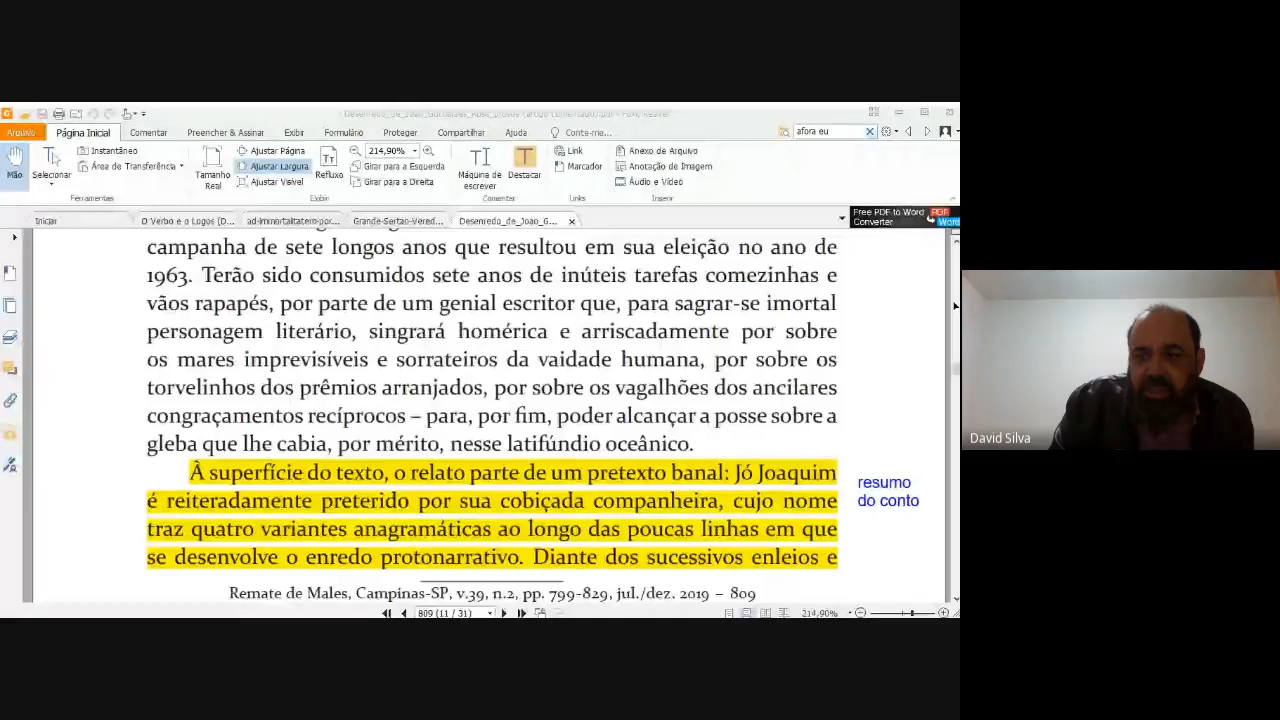 Desenredo_de_Joao_Guimaraes_Rosa_proson (artigo comentado).pdf - Foxit Reader
Arquivo Página Inicial Comentar Preencher & Assinar Exibir Formulário Proteger Compartilhar Ajuda Conte-me... afora eu
Mão
Selecionar
Instantâneo
Área de Transferência
Ferramentas
Tamanho
Real
Ajustar Página
Ajustar Largura
Ajustar Visível
Refluxo
214,90%
Girar para a Esquerda
Girar para a Direita
Exibir
Máquina de
escrever
Destacar
Comentar
Link
Marcador
Links
Anexo de Arquivo
Anotação de Imagem
Áudio e Vídeo
Inserir
Iniciar
O Verbo e o Logos (D...
ad-immortalitatem-por...
Grande-Sertao-Vered...
Desenredo_de_Joao_G...
Free PDF to Word
Converter
PDF
Word
campanha de sete longos anos que resultou em sua eleição no ano de
1963. Terão sido consumidos sete anos de inúteis tarefas comezinhas e
vãos rapapés, por parte de um genial escritor que, para sagrar-se imortal
personagem literário, singrará homérica e arriscadamente por sobre
os mares imprevisíveis e sorrateiros da vaidade humana, por sobre os
torvelinhos dos prêmios arranjados, por sobre os vagalhões dos ancilares
congraçamentos recíprocos – para, por fim, poder alcançar a posse sobre a
gleba que lhe cabia, por mérito, nesse latifúndio oceânico.
À superfície do texto, o relato parte de um pretexto banal: Jó Joaquim
é reiteradamente preterido por sua cobiçada companheira, cujo nome
traz quatro variantes anagramáticas ao longo das poucas linhas em que
se desenvolve o enredo protonarrativo. Diante dos sucessivos enleios e
resumo
do conto
Remate de Males, Campinas-SP, v.39, n.2, pp. 799-829, jul./dez. 2019 – 809
809 (11 / 31)
214,90%
David Silva